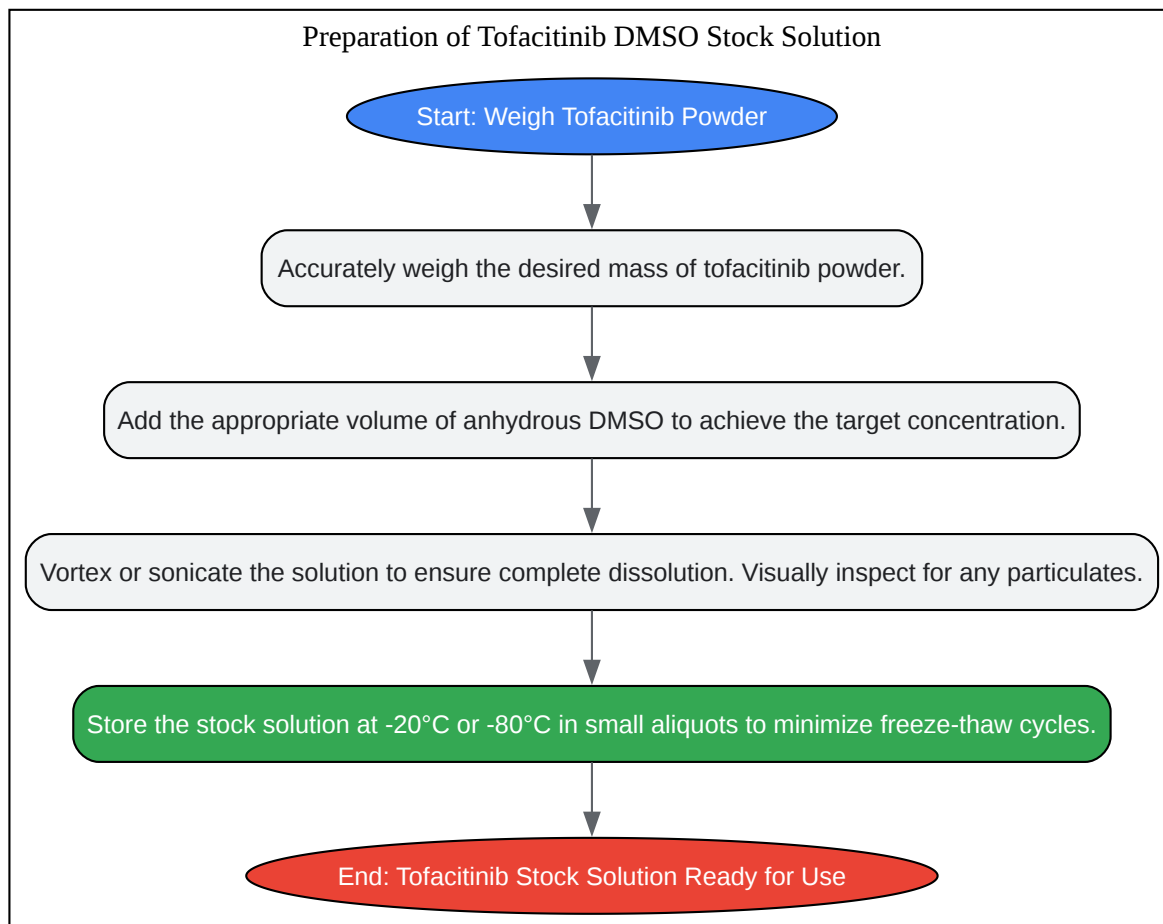 Preparation of Tofacitinib DMSO Stock Solution
Start: Weigh Tofacitinib Powder
Accurately weigh the desired mass of tofacitinib powder.
Add the appropriate volume of anhydrous DMSO to achieve the target concentration.
Vortex or sonicate the solution to ensure complete dissolution. Visually inspect for any particulates.
Store the stock solution at -20°C or -80°C in small aliquots to minimize freeze-thaw cycles.
End: Tofacitinib Stock Solution Ready for Use